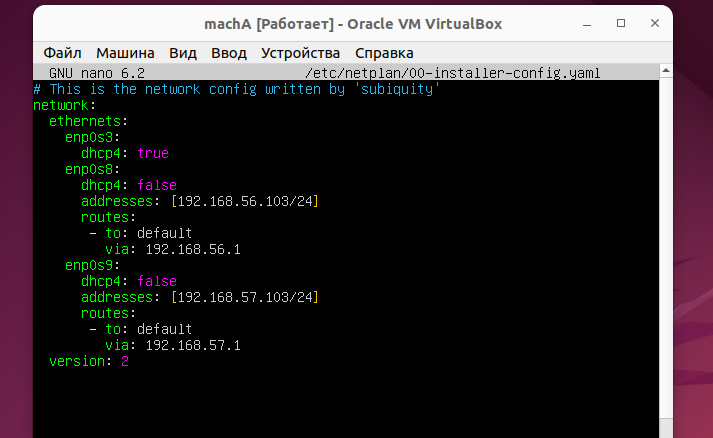 machA [Работает] - Oracle VM VirtualBox
Файл Машина Вид Ввод Устройства Справка
GNU nano 6.2 /etc/netplan/00-installer-config.yaml
# This is the network config written by 'subiquity'
network:
  ethernets:
    enp0s3:
      dhcp4: true
    enp0s8:
      dhcp4: false
      addresses: [192.168.56.103/24]
      routes:
       - to: default
         via: 192.168.56.1
    enp0s9:
      dhcp4: false
      addresses: [192.168.57.103/24]
      routes:
       - to: default
         via: 192.168.57.1
  version: 2